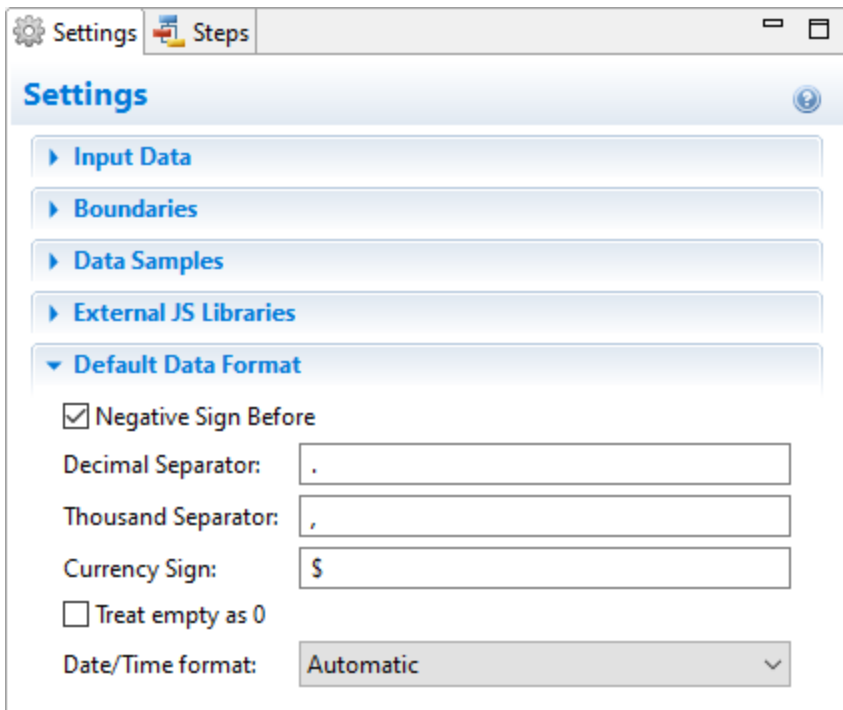 Settings Steps
Settings
Input Data
Boundaries
Data Samples
External JS Libraries
Default Data Format
Negative Sign Before
Decimal Separator: .
Thousand Separator: ,
Currency Sign: $
Treat empty as 0
Date/Time format: Automatic